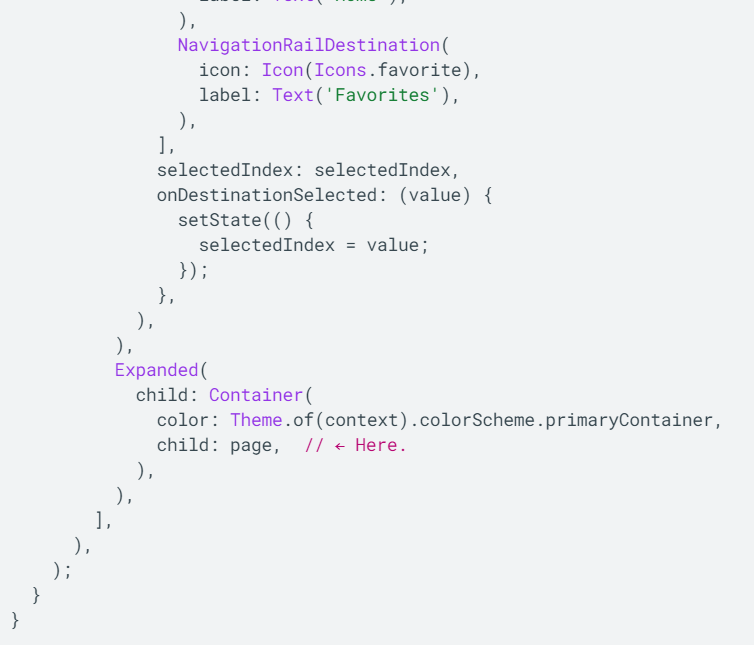 ),
NavigationRailDestination(
icon: Icon(Icons.favorite),
label: Text('Favorites'),
),
],
selectedIndex: selectedIndex,
onDestinationSelected: (value) {
setState(() {
selectedIndex = value;
});
},
),
),
Expanded(
child: Container(
color: Theme.of(context).colorScheme.primaryContainer,
child: page,  // ← Here.
),
),
],
),
);
}
}